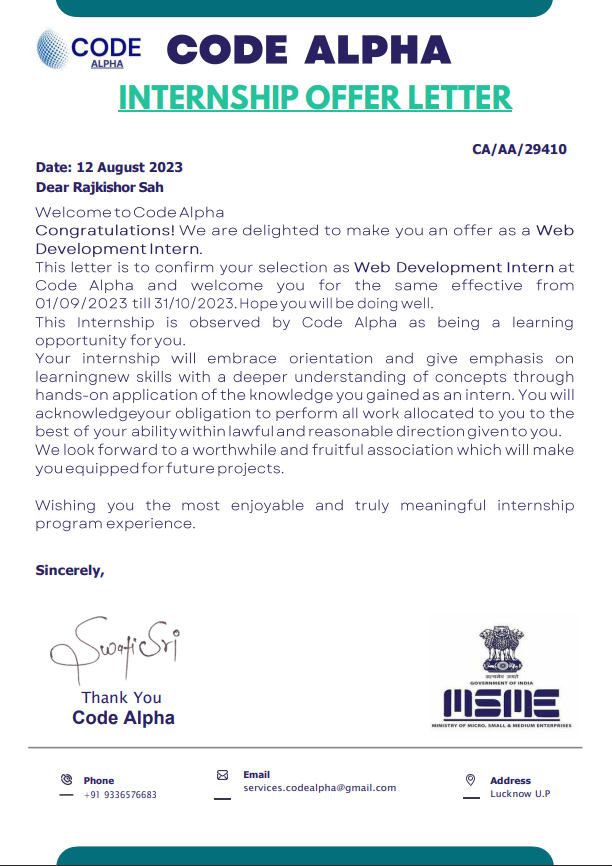 CODE
ALPHA
CODE ALPHA
INTERNSHIP OFFER LETTER
CA/AA/29410
Date: 12 August 2023
Dear Rajkishor Sah
Welcome to Code Alpha
Congratulations! We are delighted to make you an offer as a Web
Development Intern.
This letter is to confirm your selection as Web Development Intern at
Code Alpha and welcome you for the same effective from
01/09/2023 till 31/10/2023. Hope you will be doing well.
This Internship is observed by Code Alpha as being a learning
opportunity for you.
Your internship will embrace orientation and give emphasis on
learningnew skills with a deeper understanding of concepts through
hands-on application of the knowledge you gained as an intern. You will
acknowledgeyour obligation to perform all work allocated to you to the
best of your ability within lawful and reasonable direction given to you.
We look forward to a worthwhile and fruitful association which will make
you equipped for future projects.
Wishing you the most enjoyable and truly meaningful internship
program experience.
Sincerely,
Swati Sri
Thank You
Code Alpha
सत्यमेव जयते
GOVERNMENT OF INDIA
MSME
MINISTRY OF MICRO, SMALL & MEDIUM ENTERPRISES
Phone
+91 9336576683
Email
services.codealpha@gmail.com
Address
Lucknow U.P